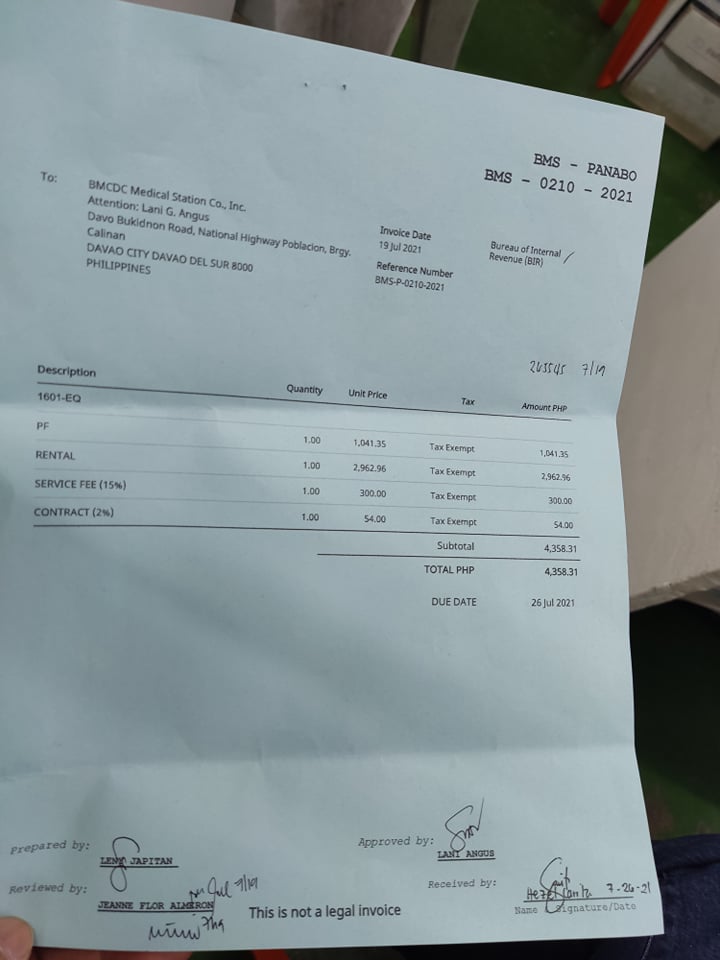 BMS - PANABO
BMS - 0210 - 2021
To:
BMCDC Medical Station Co., Inc.
Attention: Lani G. Angus
Davo Bukidnon Road, National Highway Poblacion, Brgy.
Calinan
DAVAO CITY DAVAO DEL SUR 8000
PHILIPPINES
Invoice Date
19 Jul 2021
Reference Number
BMS-P-0210-2021
Bureau of Internal
Revenue (BIR)
7/19
Description Quantity Unit Price Tax Amount PHP
1601-EQ
PF 1.00 1,041.35 Tax Exempt 1,041.35
RENTAL 1.00 2,962.96 Tax Exempt 2,962.96
SERVICE FEE (15%) 1.00 300.00 Tax Exempt 300.00
CONTRACT (2%) 1.00 54.00 Tax Exempt 54.00
Subtotal 4,358.31
TOTAL PHP 4,358.31
DUE DATE 26 Jul 2021
Prepared by:
LENY JAPITAN
Approved by:
LANI ANGUS
Reviewed by:
7/19
JEANNE FLOR ALMERON
This is not a legal invoice
Received by:
7-26-21
Name / Signature/Date